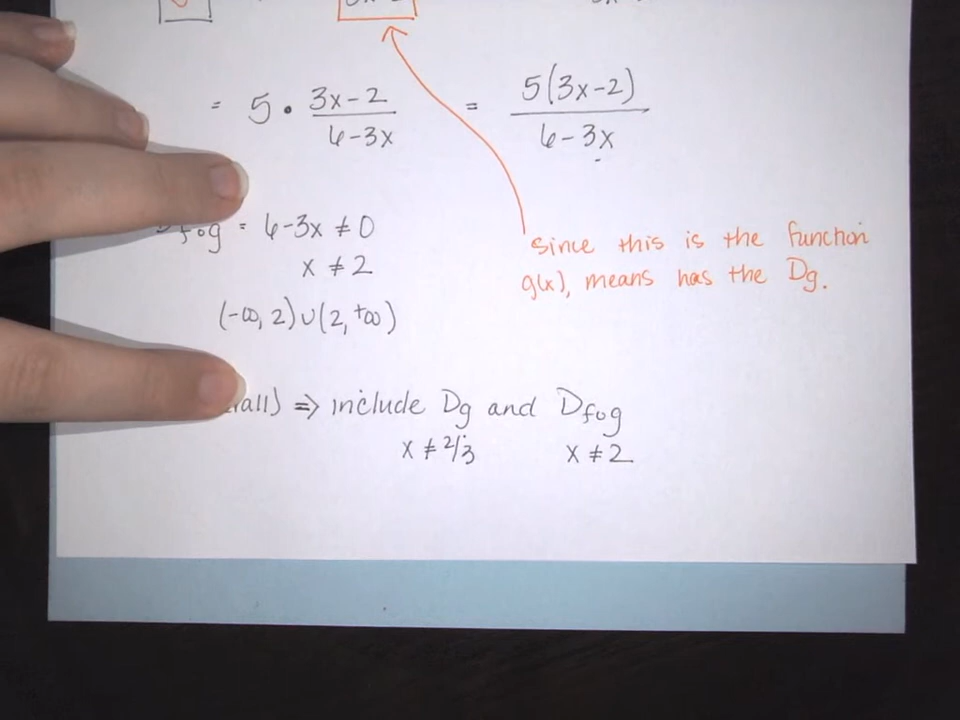 = 5 • 3x-2 / 6-3x = 5(3x-2) / 6-3x
Dfog = 6-3x ≠ 0
x ≠ 2
(-∞, 2) ∪ (2, +∞)
since this is the function
g(x), means has the Dg.
⇒ include Dg and Dfog
x ≠ 2/3 x ≠ 2